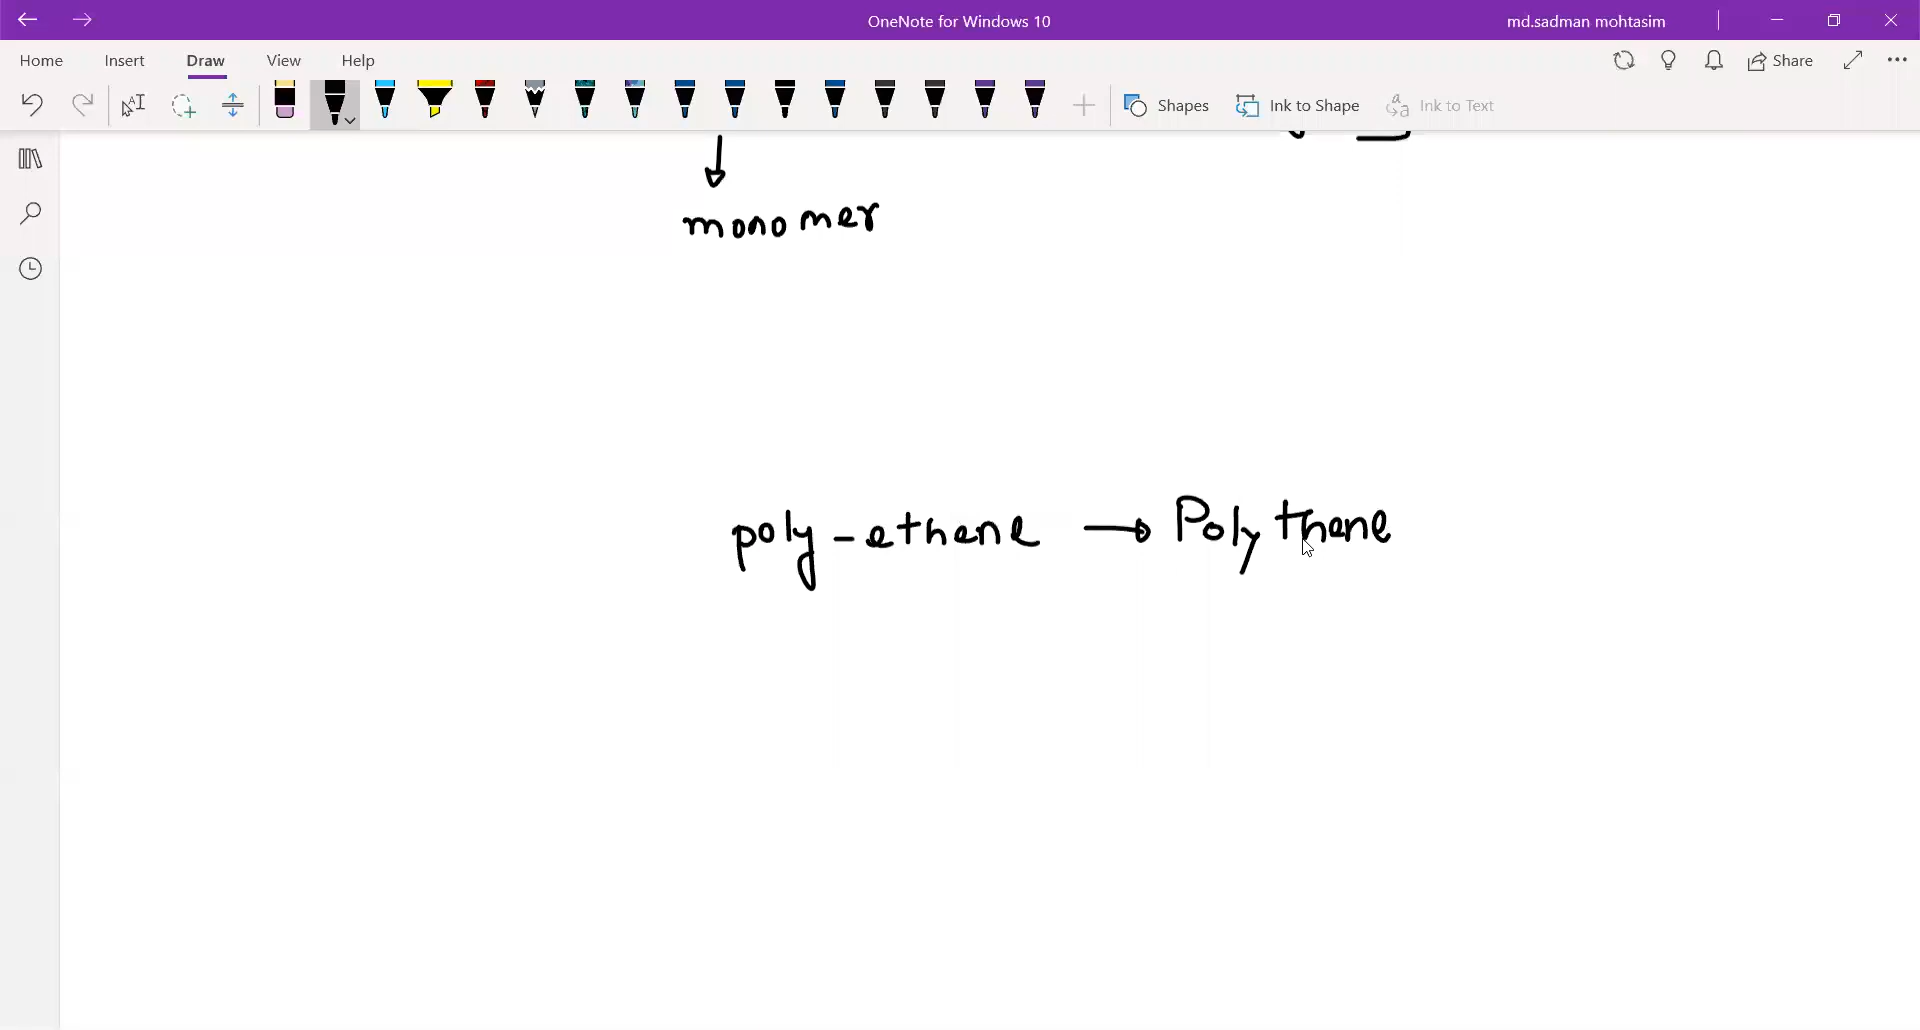 OneNote for Windows 10
md.sadman mohtasim
Home Insert Draw View Help
Share
Shapes Ink to Shape Ink to Text
monomer
poly-ethene → Polythene